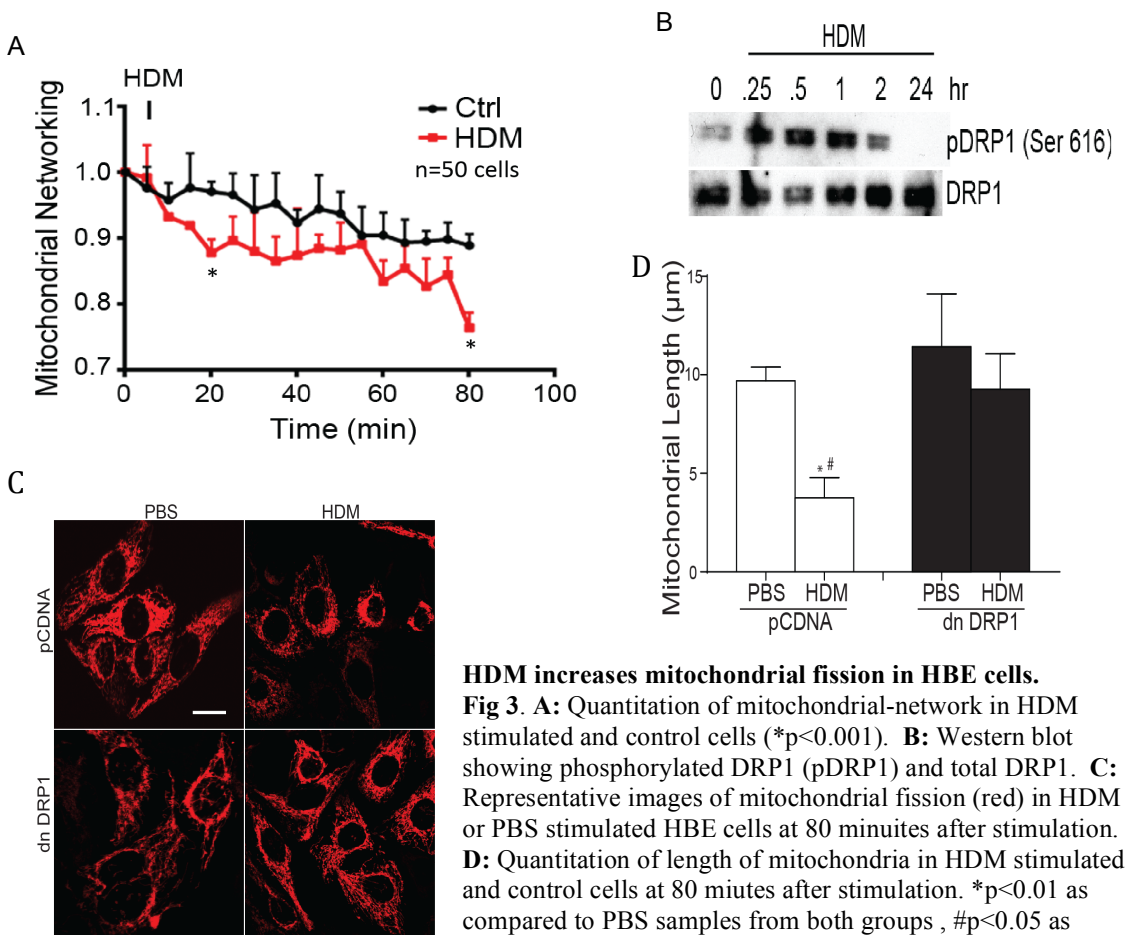 A
HDM
1.1
1.0
0.9
0.8
0.7
Mitochondrial Networking
Ctrl
HDM
n=50 cells
*
*
0 20 40 60 80 100
Time (min)
B
HDM
0 .25 .5 1 2 24 hr
pDRP1 (Ser 616)
DRP1
C
PBS HDM
pCDNA
dn DRP1
D
Mitochondrial Length (µm)
15
10
5
0
* #
PBS HDM PBS HDM
pCDNA dn DRP1
HDM increases mitochondrial fission in HBE cells.
Fig 3. A: Quantitation of mitochondrial-network in HDM
stimulated and control cells (*p<0.001). B: Western blot
showing phosphorylated DRP1 (pDRP1) and total DRP1. C:
Representative images of mitochondrial fission (red) in HDM
or PBS stimulated HBE cells at 80 minuites after stimulation.
D: Quantitation of length of mitochondria in HDM stimulated
and control cells at 80 miutes after stimulation. *p<0.01 as
compared to PBS samples from both groups , #p<0.05 as